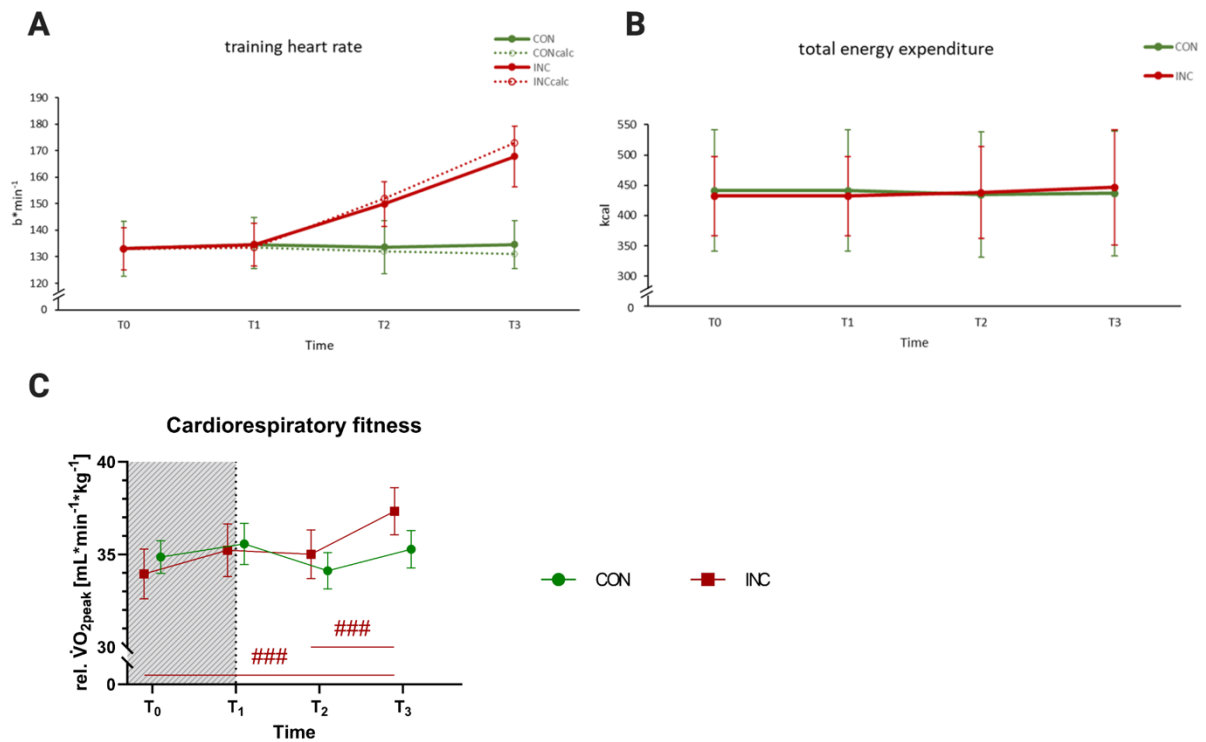 A
training heart rate
CON
CONcalc
INC
INCcalc
b*min⁻¹
190
180
170
160
150
140
130
120
0
T0 T1 T2 T3
Time
B
total energy expenditure
CON
INC
kcal
550
500
450
400
350
300
0
T0 T1 T2 T3
Time
C
Cardiorespiratory fitness
rel. V̇O₂peak [mL*min⁻¹*kg⁻¹]
40
35
30
0
###
###
T₀ T₁ T₂ T₃
Time
CON INC